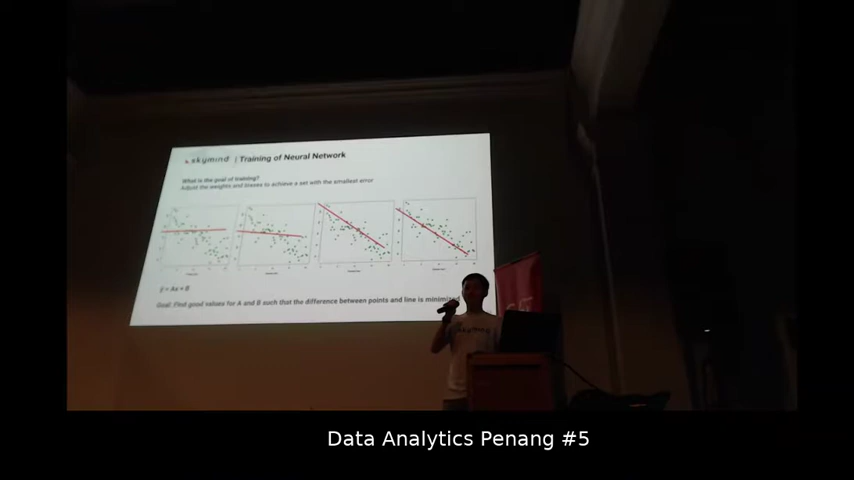 skymind | Training of Neural Network
What is the goal of training?
Adjust the weights and biases to achieve a set with the smallest error
Goal: Find good values for A and B such that the difference between points and line is minimized
Data Analytics Penang #5